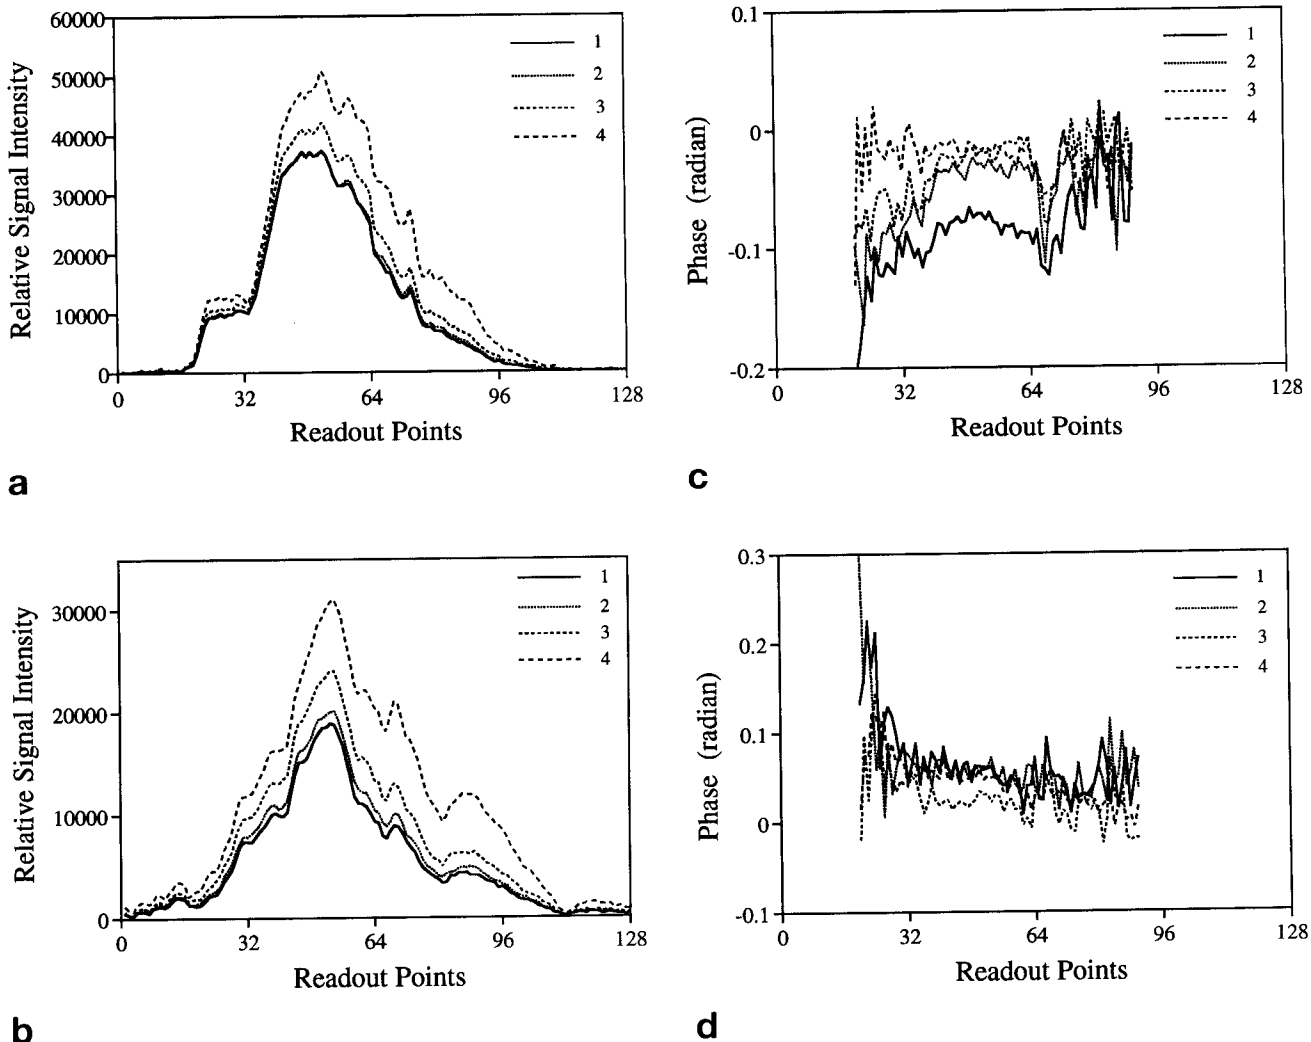 60000
50000
40000
30000
20000
10000
0
0 32 64 96 128
Relative Signal Intensity
Readout Points
1
2
3
4
a
0.1
0
-0.1
-0.2
0 32 64 96 128
Phase (radian)
Readout Points
1
2
3
4
c
30000
20000
10000
0
0 32 64 96 128
Relative Signal Intensity
Readout Points
1
2
3
4
b
0.3
0.2
0.1
0
-0.1
0 32 64 96 128
Phase (radian)
Readout Points
1
2
3
4
d